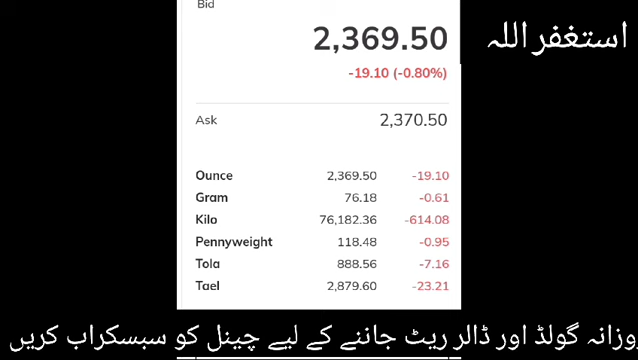 Bid
استغفر اللہ
2,369.50
-19.10 (-0.80%)
Ask 2,370.50
Ounce 2,369.50 -19.10
Gram 76.18 -0.61
Kilo 76,182.36 -614.08
Pennyweight 118.48 -0.95
Tola 888.56 -7.16
Tael 2,879.60 -23.21
روزانہ گولڈ اور ڈالر ریٹ جاننے کے لیے چینل کو سبسکراب کریں